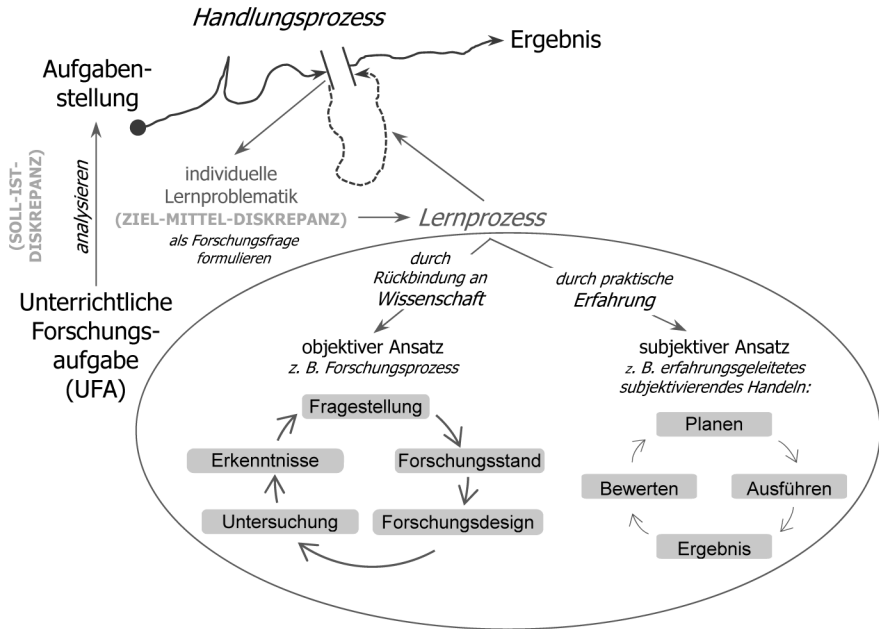 Handlungsprozess
Ergebnis
Aufgaben-
stellung
(SOLL-IST-
DISKREPANZ)
analysieren
individuelle
Lernproblematik
(ZIEL-MITTEL-DISKREPANZ)
als Forschungsfrage
formulieren
Lernprozess
Unterrichtliche
Forschungs-
aufgabe
(UFA)
durch
Rückbindung an
Wissenschaft
durch praktische
Erfahrung
objektiver Ansatz
z. B. Forschungsprozess
subjektiver Ansatz
z. B. erfahrungsgeleitetes
subjektivierendes Handeln:
Fragestellung
Erkenntnisse
Forschungsstand
Untersuchung
Forschungsdesign
Planen
Bewerten
Ausführen
Ergebnis